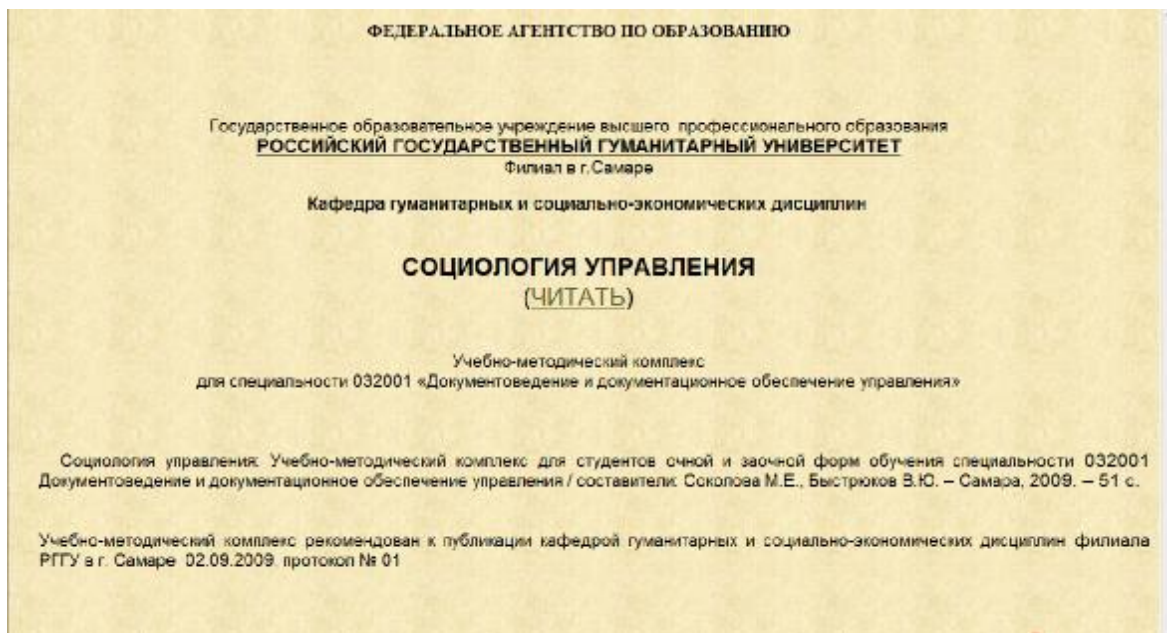 ФЕДЕРАЛЬНОЕ АГЕНТСТВО ПО ОБРАЗОВАНИЮ
Государственное образовательное учреждение высшего профессионального образования
РОССИЙСКИЙ ГОСУДАРСТВЕННЫЙ ГУМАНИТАРНЫЙ УНИВЕРСИТЕТ
Филиал в г.Самаре
Кафедра гуманитарных и социально-экономических дисциплин
СОЦИОЛОГИЯ УПРАВЛЕНИЯ
(ЧИТАТЬ)
Учебно-методический комплекс
для специальности 032001 «Документоведение и документационное обеспечение управления»
Социология управления: Учебно-методический комплекс для студентов очной и заочной форм обучения специальности 032001
Документоведение и документационное обеспечение управления / составители: Соколова М.Е., Быстрюков В.Ю. – Самара, 2009. – 51 с.
Учебно-методический комплекс рекомендован к публикации кафедрой гуманитарных и социально-экономических дисциплин филиала
РГГУ в г. Самаре 02.09.2009. протокол № 01